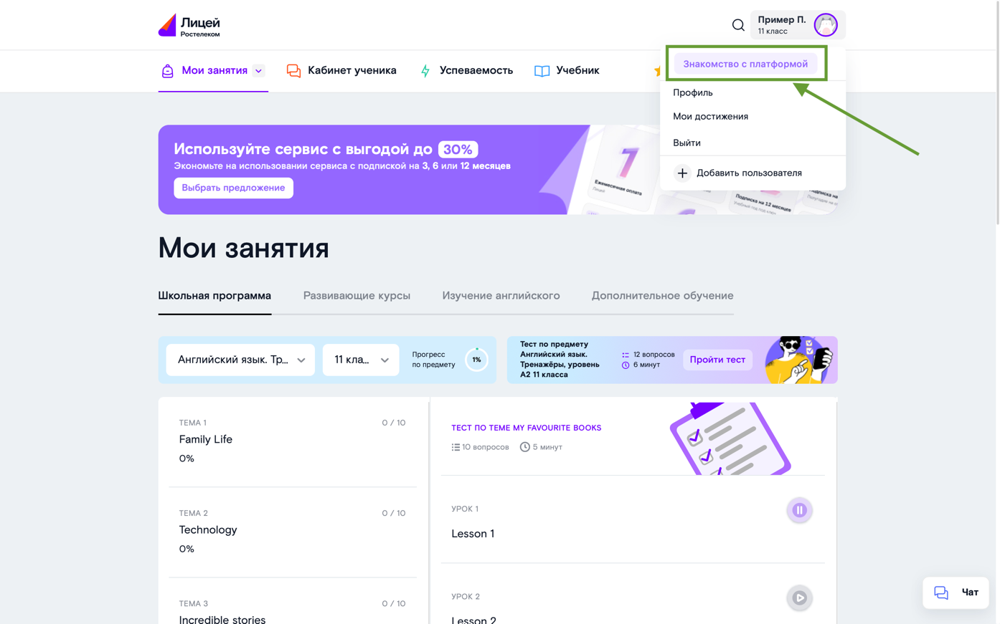 Лицей
Ростелеком
Пример П.
11 класс
Мои занятия
Кабинет ученика
Успеваемость
Учебник
Знакомство с платформой
Профиль
Мои достижения
Выйти
Добавить пользователя
Используйте сервис с выгодой до 30%
Экономьте на использовании сервиса с подпиской на 3, 6 или 12 месяцев
Выбрать предложение
1
Ежемесячная оплата
Лицей
Подписка на 12 месяцев
Мои занятия
Школьная программа
Развивающие курсы
Изучение английского
Дополнительное обучение
Английский язык. Тр...
11 кла...
Прогресс
по предмету
1%
Тест по предмету
Английский язык.
Тренажёры, уровень
A2 11 класса
12 вопросов
6 минут
Пройти тест
ТЕМА 1
0 / 10
Family Life
0%
ТЕМА 2
0 / 10
Technology
0%
ТЕМА 3
0 / 10
Incredible stories
ТЕСТ ПО ТЕМЕ MY FAVOURITE BOOKS
10 вопросов
5 минут
УРОК 1
Lesson 1
УРОК 2
Lesson 2
Чат